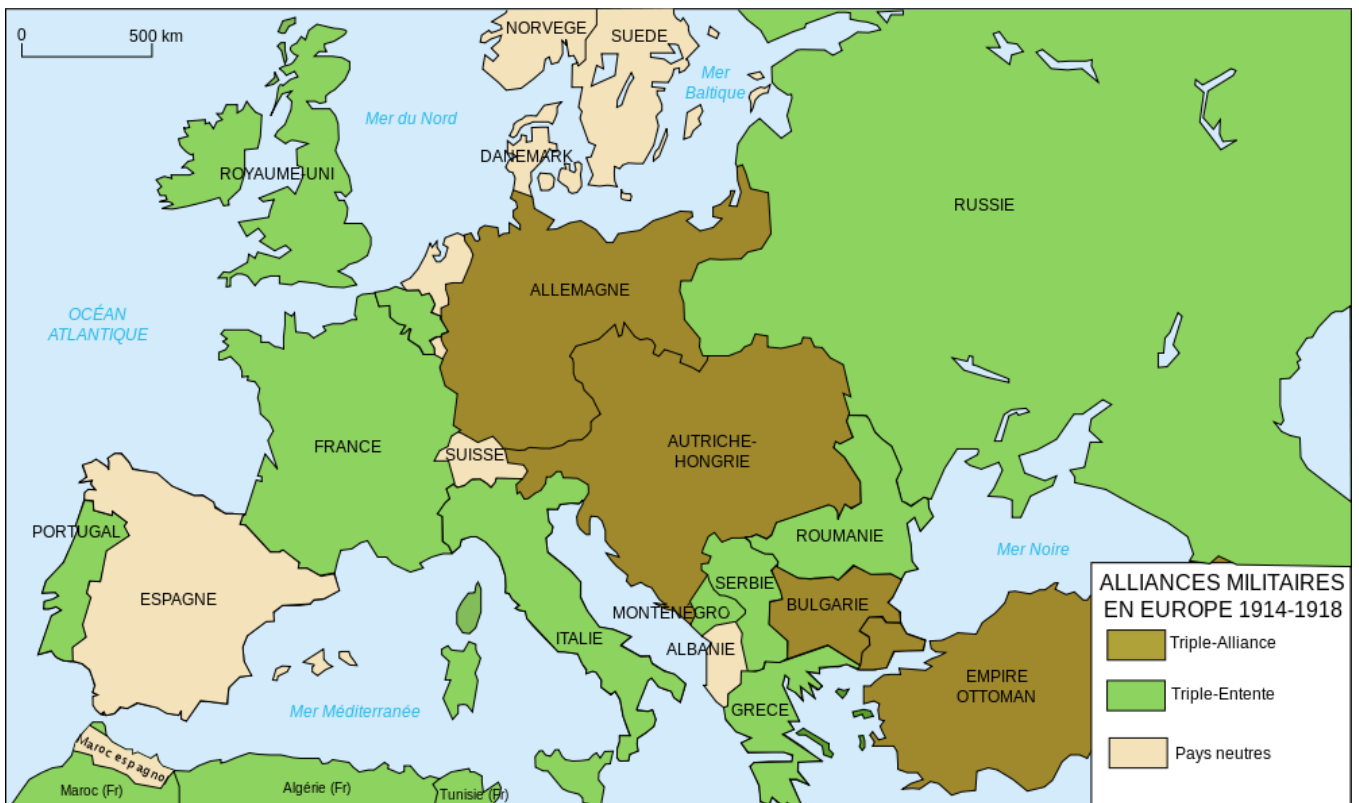 0
500 km
NORVEGE
SUEDE
Mer
Baltique
Mer du Nord
DANEMARK
ROYAUME-UNI
RUSSIE
ALLEMAGNE
OCÉAN
ATLANTIQUE
FRANCE
SUISSE
AUTRICHE-
HONGRIE
PORTUGAL
ROUMANIE
Mer Noire
ESPAGNE
SERBIE
BULGARIE
MONTÉNÉGRO
ITALIE
ALBANIE
EMPIRE
OTTOMAN
Mer Méditerranée
GRECE
Maroc espagno
Maroc (Fr)
Algérie (Fr)
Tunisie (Fr)
ALLIANCES MILITAIRES
EN EUROPE 1914-1918
Triple-Alliance
Triple-Entente
Pays neutres